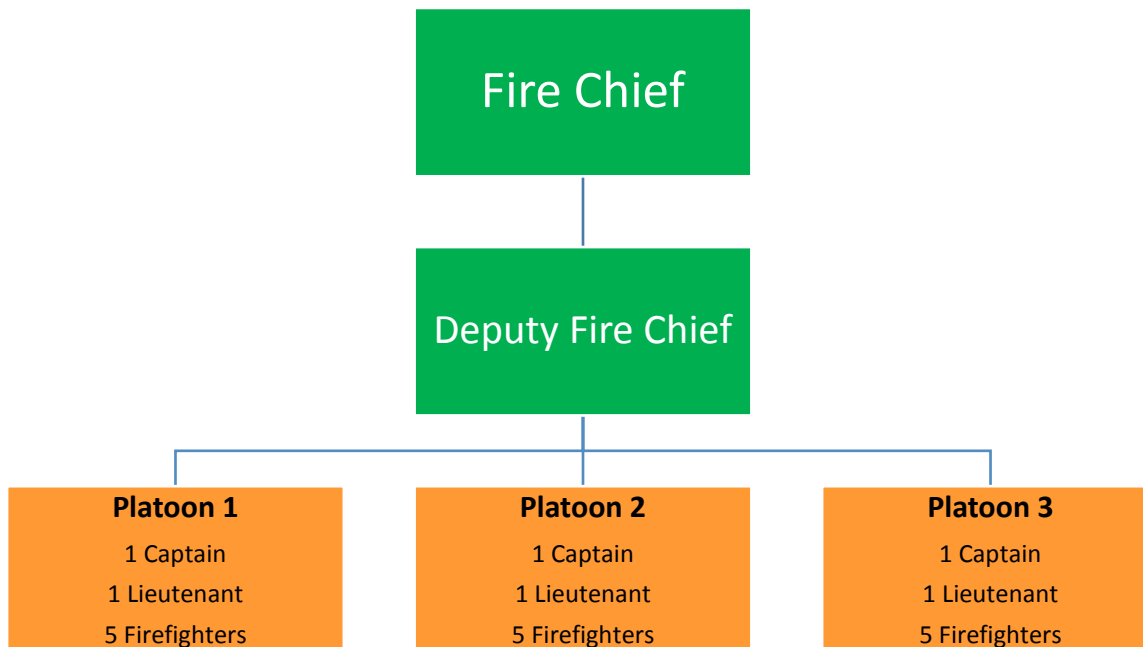 Fire Chief
Deputy Fire Chief
Platoon 1
1 Captain
1 Lieutenant
5 Firefighters
Platoon 2
1 Captain
1 Lieutenant
5 Firefighters
Platoon 3
1 Captain
1 Lieutenant
5 Firefighters